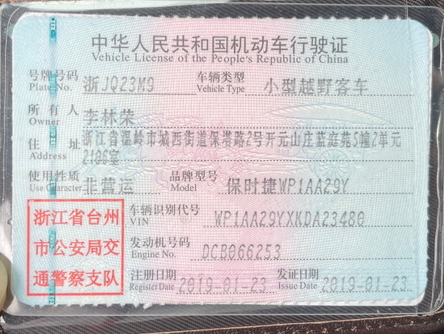 中华人民共和国机动车行驶证
Vehicle License of the People's Republic of China
号牌号码 Plate No. 浙JQ23M9 车辆类型 Vehicle Type 小型越野客车
所有人 Owner 李林荣
住址 Address 浙江省温岭市城西街道保塔路2号开元山庄蓝庭苑5幢2单元
2106室
使用性质 Use Character 非营运 品牌型号 Model 保时捷WP1AA29Y
浙江省台州
市公安局交
通警察支队
车辆识别代号 VIN WP1AA29YXKDA23480
发动机号码 Engine No. DCB066253
注册日期 Register Date 2019-01-23 发证日期 Issue Date 2019-01-23